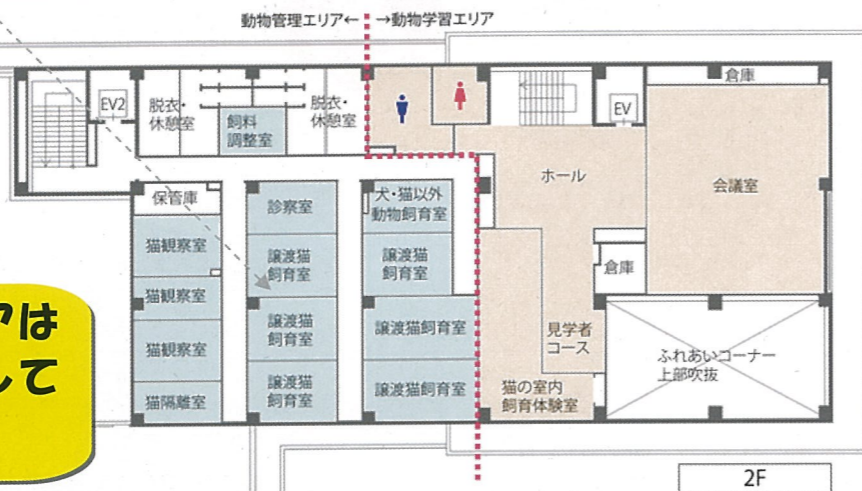 動物管理エリア← →動物学習エリア
EV2
脱衣・
休憩室
飼料
調整室
脱衣・
休憩室
EV
倉庫
ホール
会議室
保管庫
診察室
犬・猫以外
動物飼育室
猫観察室
譲渡猫
飼育室
譲渡猫
飼育室
倉庫
猫観察室
猫観察室
譲渡猫
飼育室
譲渡猫飼育室
見学者
コース
ふれあいコーナー
上部吹抜
猫隔離室
譲渡猫
飼育室
譲渡猫飼育室
猫の室内
飼育体験室
アは
して
2F